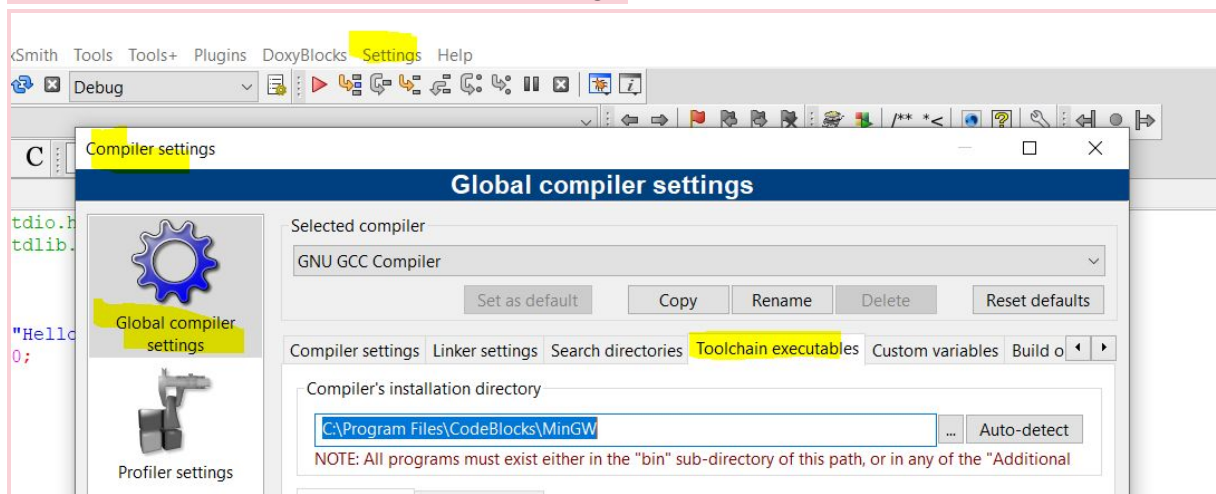 Smith Tools Tools+ Plugins DoxyBlocks Settings Help
Debug
/** *<
C
Compiler settings
Global compiler settings
tdio.h
tdlib.
"Hello
0;
Global compiler
settings
Profiler settings
Selected compiler
GNU GCC Compiler
Set as default Copy Rename Delete Reset defaults
Compiler settings Linker settings Search directories Toolchain executables Custom variables Build o
Compiler's installation directory
C:\Program Files\CodeBlocks\MinGW ... Auto-detect
NOTE: All programs must exist either in the "bin" sub-directory of this path, or in any of the "Additional